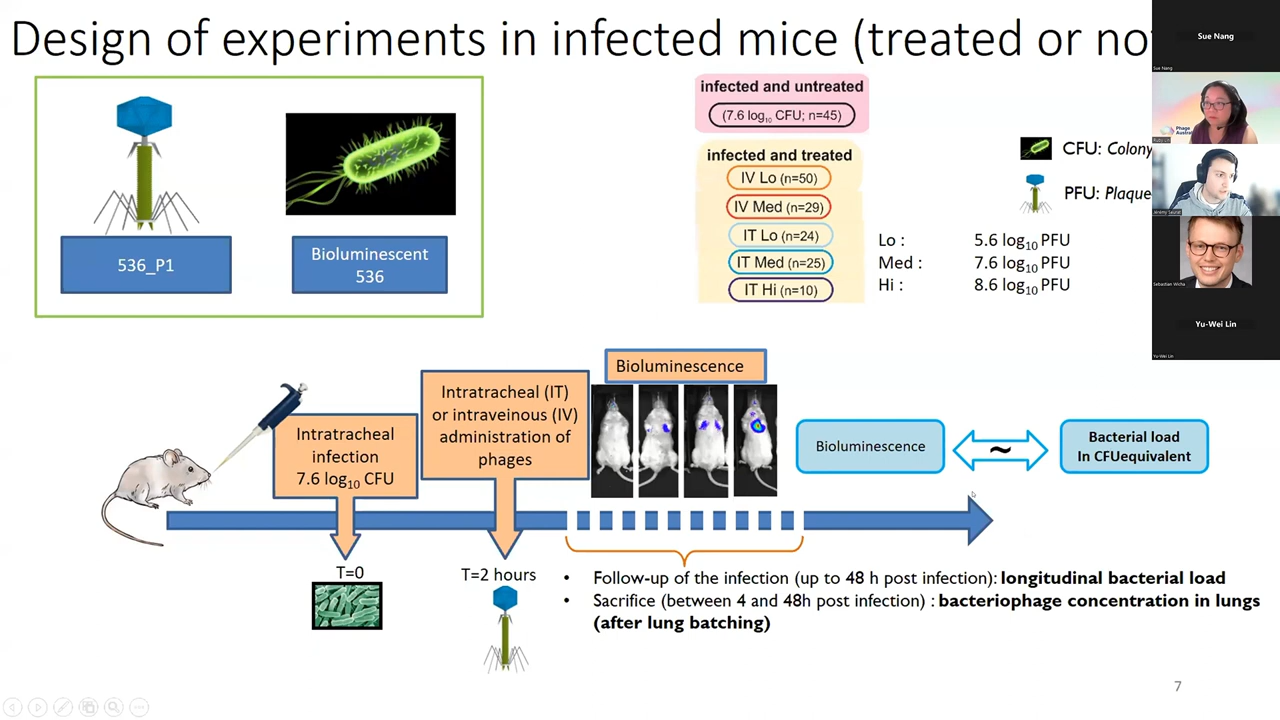 Design of experiments in infected mice (treated or no
Sue Nang
Sue Nang
infected and untreated
(7.6 log₁₀ CFU; n=45)
infected and treated
IV Lo (n=50)
IV Med (n=29)
IT Lo (n=24)
IT Med (n=25)
IT Hi (n=10)
CFU: Colony
PFU: Plaque
Lo : 5.6 log₁₀ PFU
Med : 7.6 log₁₀ PFU
Hi : 8.6 log₁₀ PFU
Phage
Australia
Jeremy Seurat
Sebastian Wicha
Yu-Wei Lin
Yu-Wei Lin
536_P1
Bioluminescent
536
Intratracheal
infection
7.6 log₁₀ CFU
Intratracheal (IT)
or intraveinous (IV)
administration of
phages
Bioluminescence
Bioluminescence
~
Bacterial load
In CFUequivalent
T=0
T=2 hours
• Follow-up of the infection (up to 48 h post infection): longitudinal bacterial load
• Sacrifice (between 4 and 48h post infection) : bacteriophage concentration in lungs
(after lung batching)
7